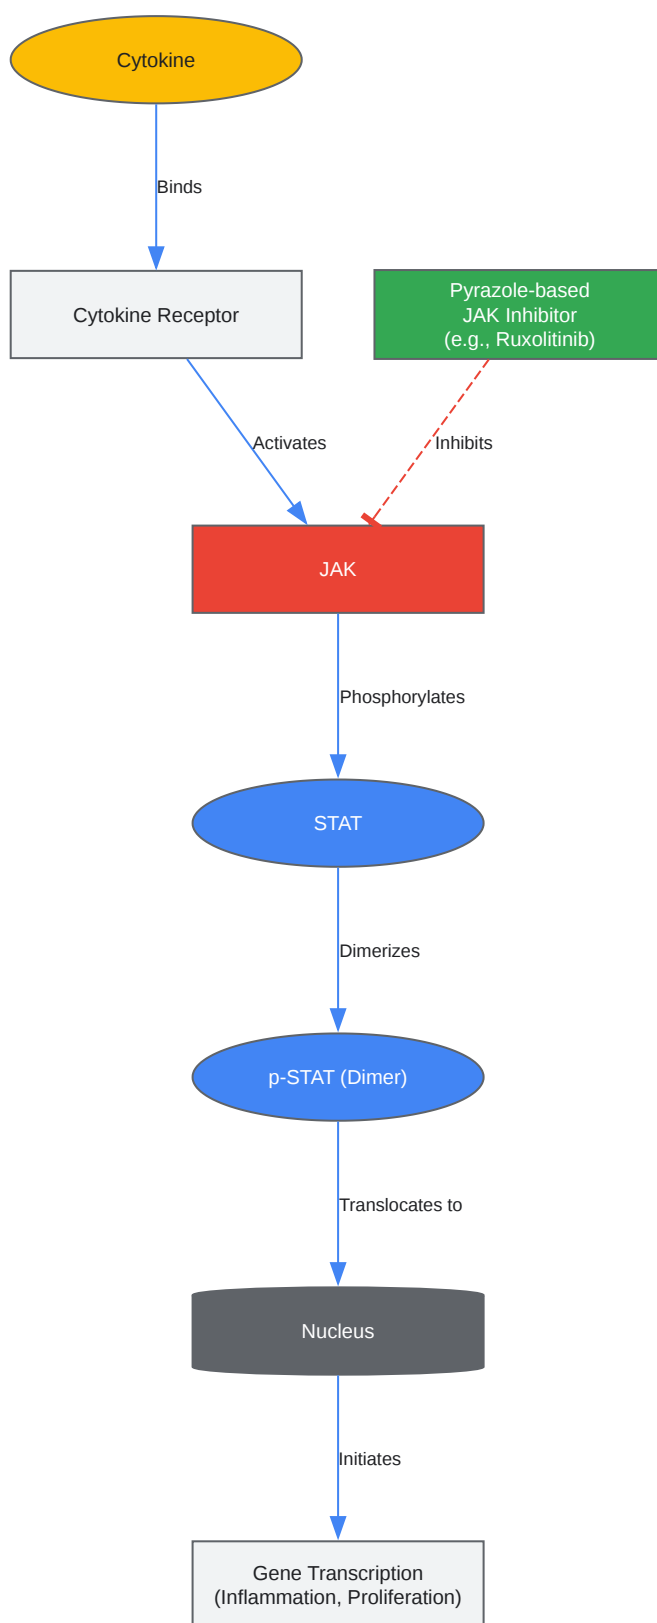 Cytokine
Binds
Cytokine Receptor
Pyrazole-based
JAK Inhibitor
(e.g., Ruxolitinib)
Activates
Inhibits
JAK
Phosphorylates
STAT
Dimerizes
p-STAT (Dimer)
Translocates to
Nucleus
Initiates
Gene Transcription
(Inflammation, Proliferation)